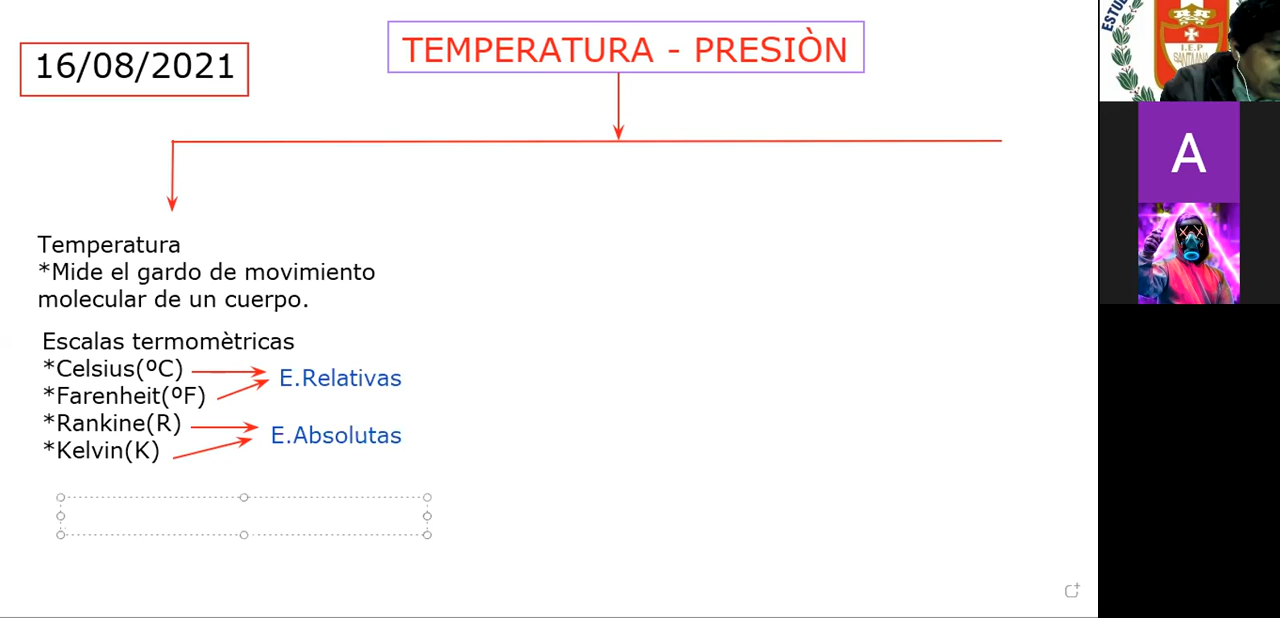 16/08/2021
TEMPERATURA - PRESIÒN
Temperatura
*Mide el gardo de movimiento
molecular de un cuerpo.
Escalas termomètricas
*Celsius(ºC)
*Farenheit(ºF)
E.Relativas
*Rankine(R)
*Kelvin(K)
E.Absolutas
ESTU
I.E.P
A